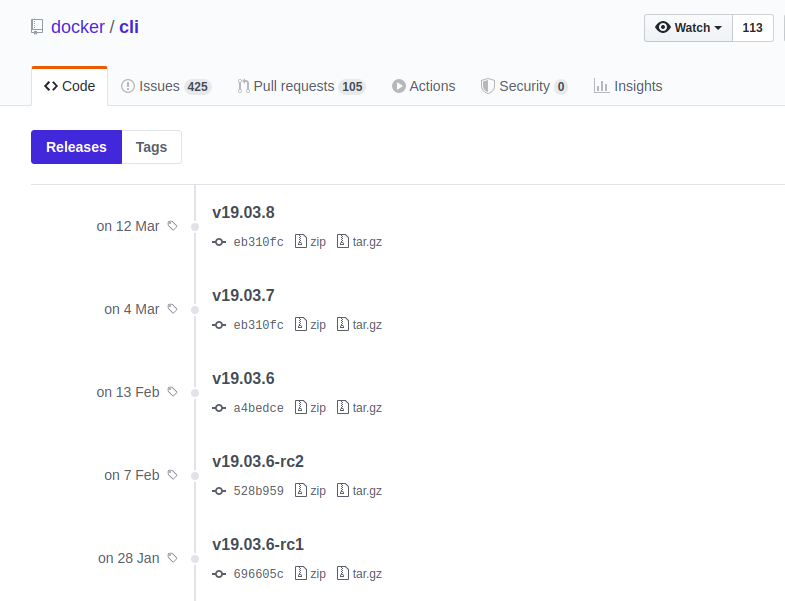 docker / cli
Watch 113
Code Issues 425 Pull requests 105 Actions Security 0 Insights
Releases Tags
v19.03.8
on 12 Mar
eb310fc zip tar.gz
v19.03.7
on 4 Mar
eb310fc zip tar.gz
v19.03.6
on 13 Feb
a4bedce zip tar.gz
v19.03.6-rc2
on 7 Feb
528b959 zip tar.gz
v19.03.6-rc1
on 28 Jan
696605c zip tar.gz